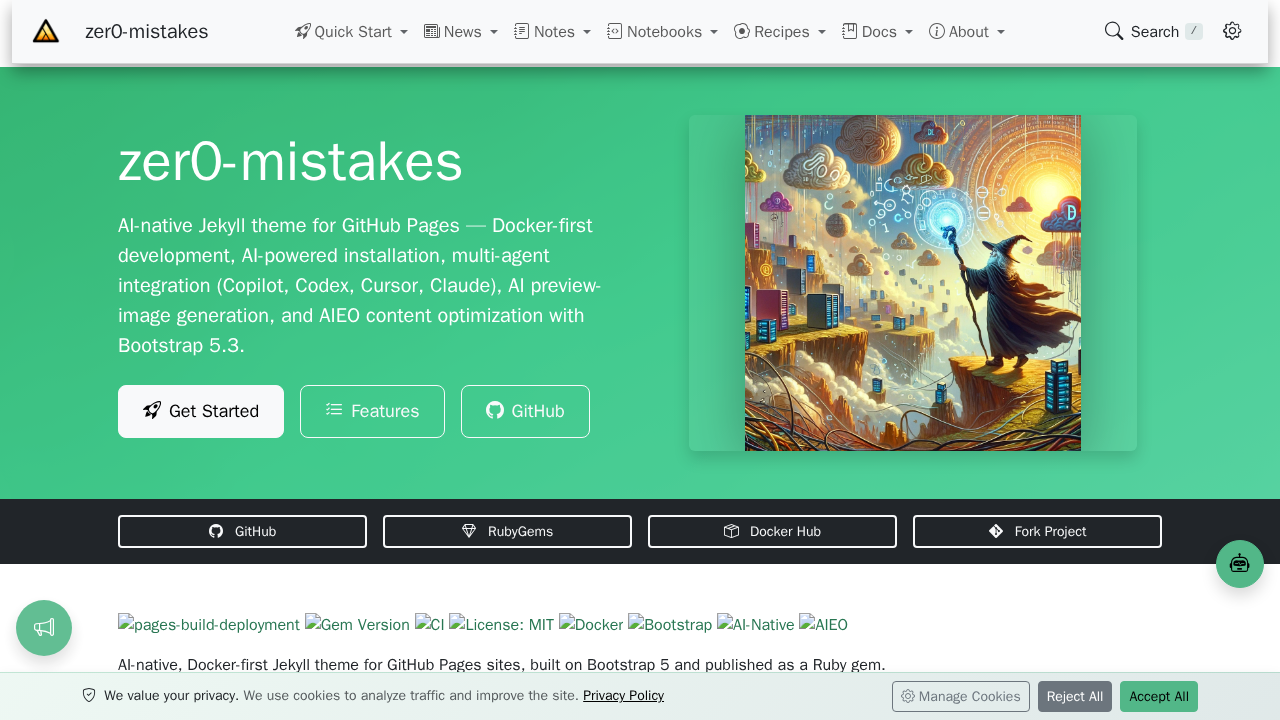 zer0-mistakes
Quick Start
News
Notes
Notebooks
Recipes
Docs
About
Search /
zer0-mistakes
AI-native Jekyll theme for GitHub Pages — Docker-first
development, AI-powered installation, multi-agent
integration (Copilot, Codex, Cursor, Claude), AI preview-
image generation, and AIEO content optimization with
Bootstrap 5.3.
Get Started
Features
GitHub
GitHub
RubyGems
Docker Hub
Fork Project
pages-build-deployment Gem Version CI License: MIT Docker Bootstrap AI-Native AIEO
AI-native, Docker-first Jekyll theme for GitHub Pages sites, built on Bootstrap 5 and published as a Ruby gem.
We value your privacy. We use cookies to analyze traffic and improve the site. Privacy Policy
Manage Cookies
Reject All
Accept All